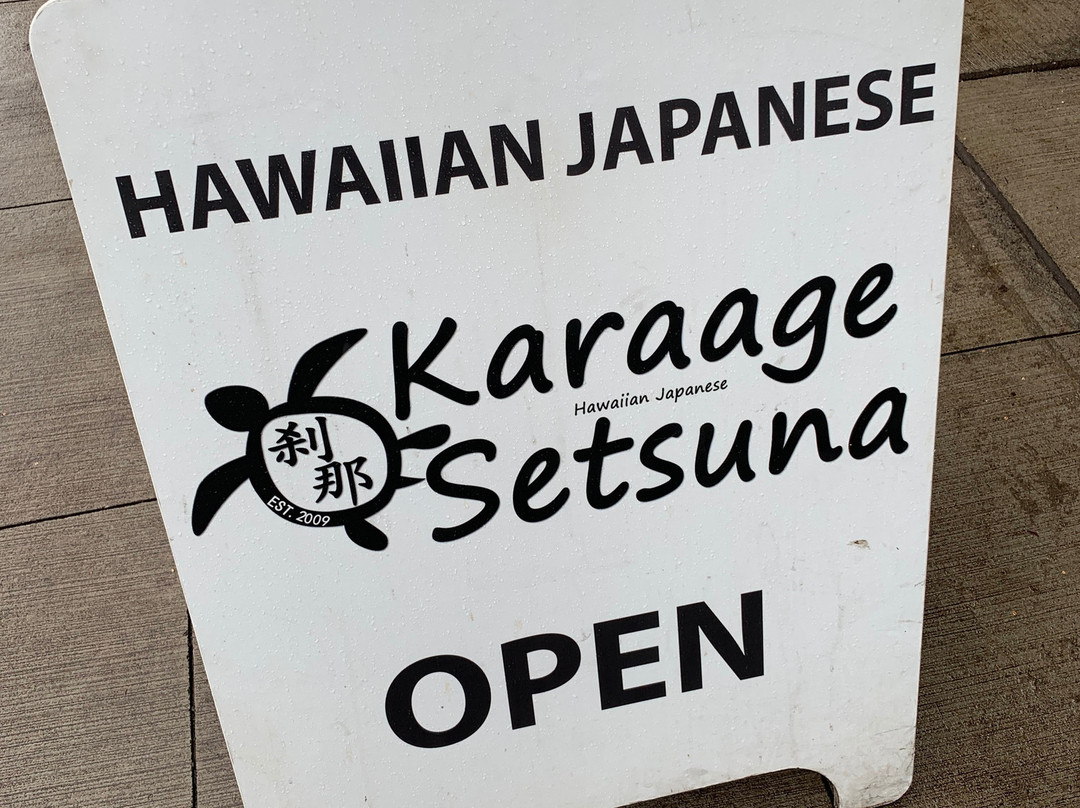 HAWAIIAN JAPANESE
Karaage
Hawaiian Japanese
Setsuna
刹
那
EST. 2009
OPEN